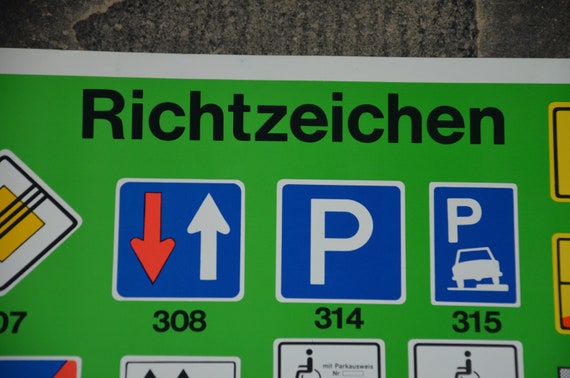 Richtzeichen
P
P
07
308
314
315
mit Parkausweis
Nr.